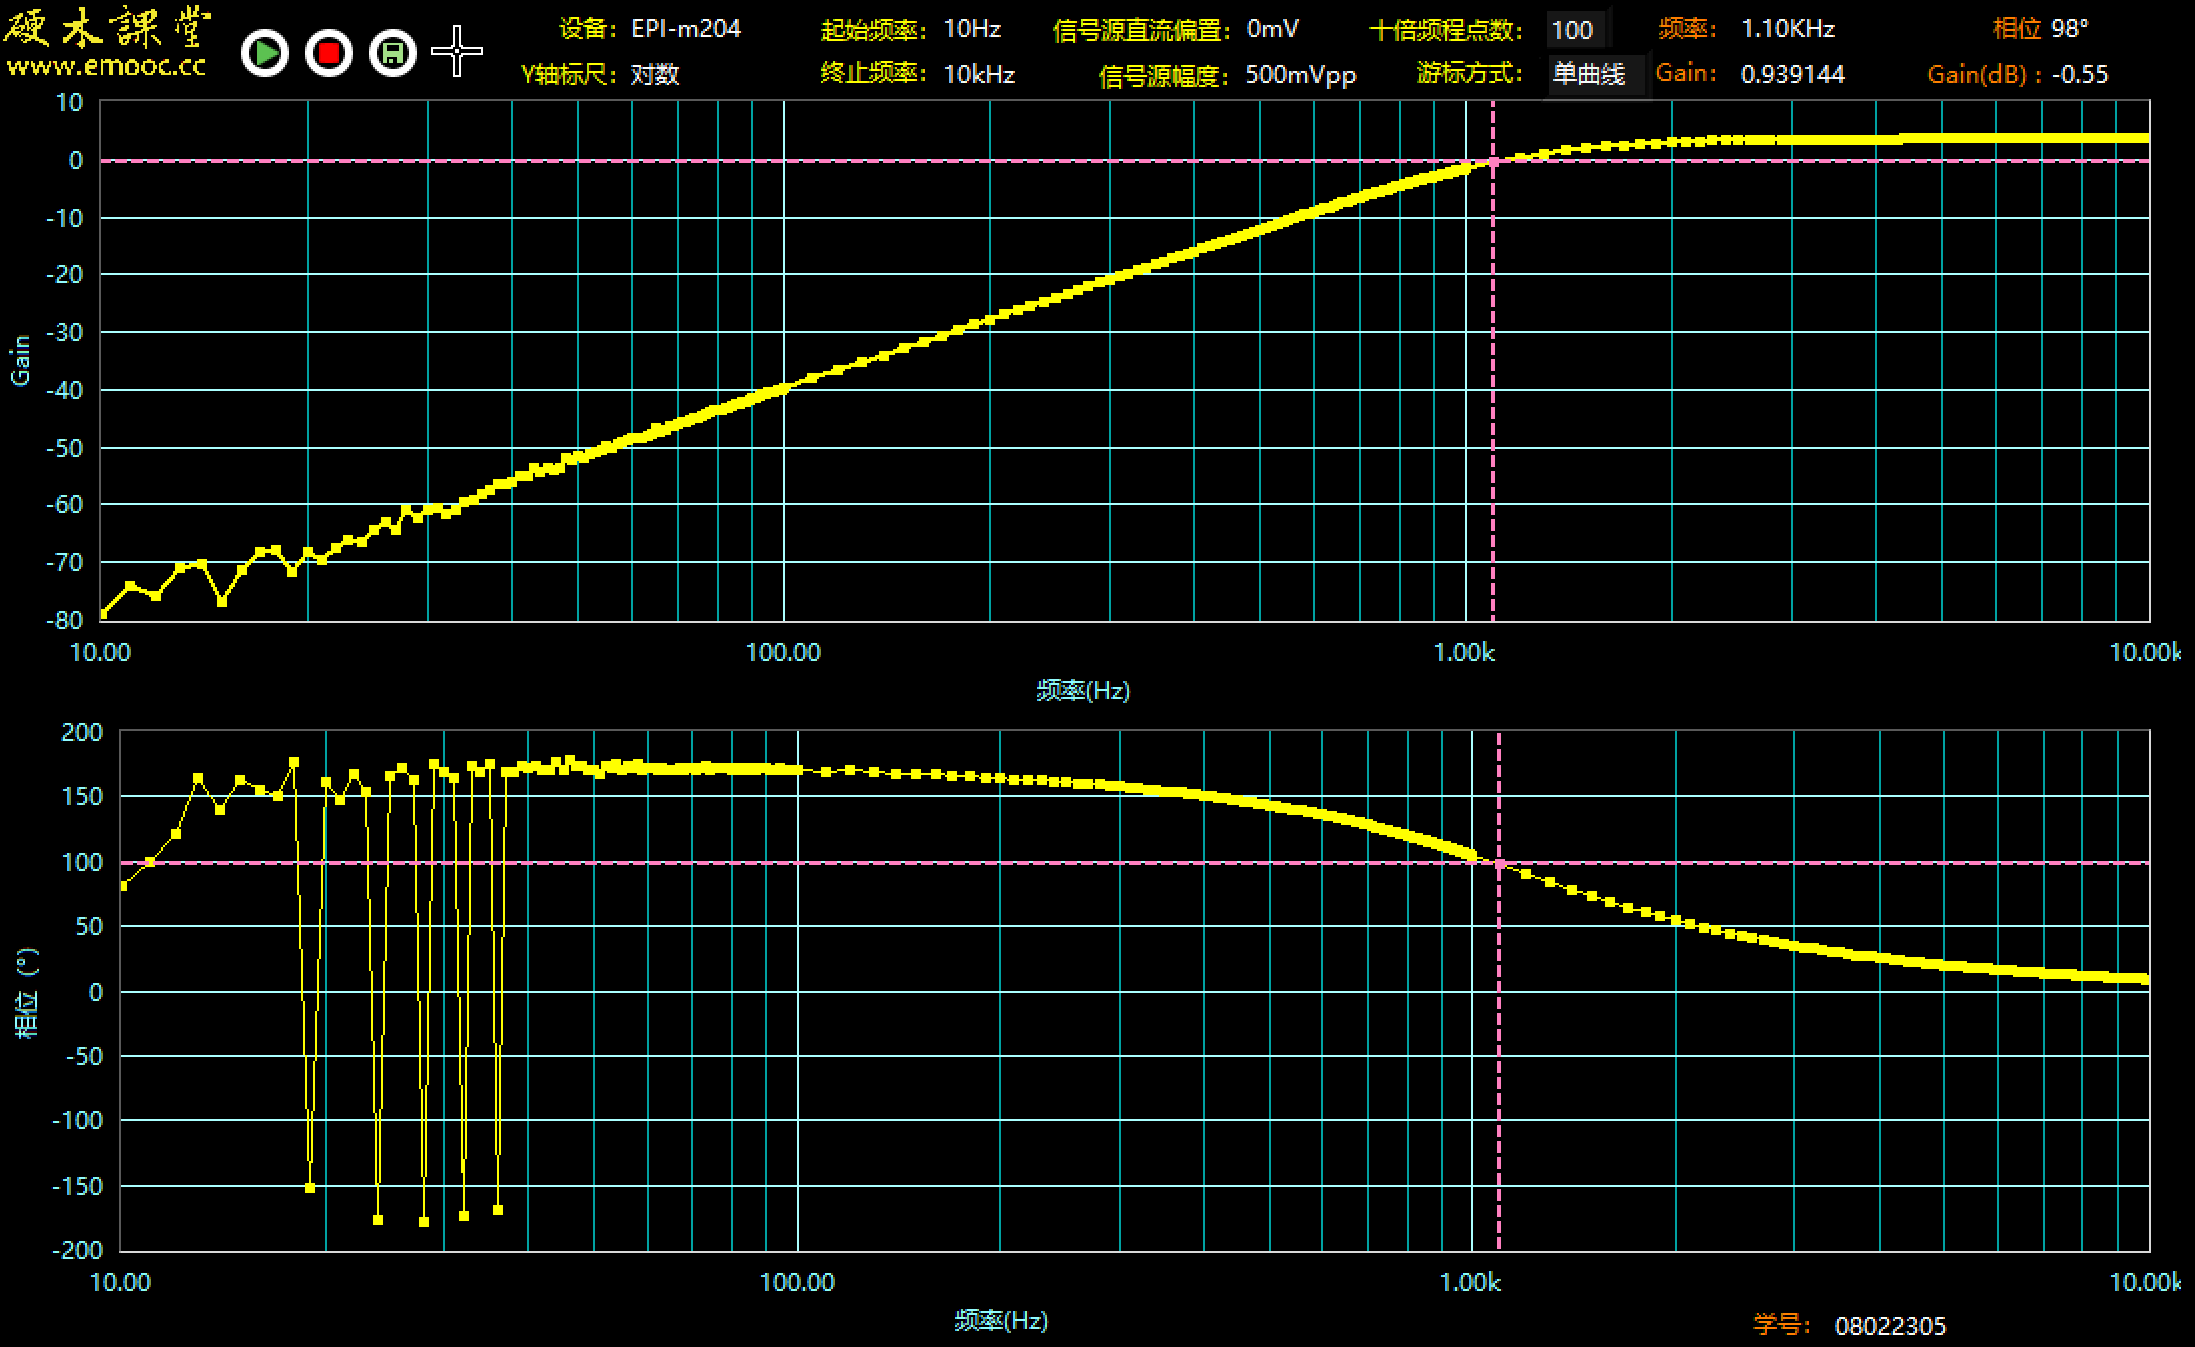 硬木課堂
www.emooc.cc
设备: EPI-m204 起始频率: 10Hz 信号源直流偏置: 0mV 十倍频程点数: 100 频率: 1.10KHz 相位 98°
Y轴标尺: 对数 终止频率: 10kHz 信号源幅度: 500mVpp 游标方式: 单曲线 Gain: 0.939144 Gain(dB) : -0.55
10
0
-10
-20
-30
Gain
-40
-50
-60
-70
-80
10.00 100.00 1.00k 10.00k
频率(Hz)
200
150
100
50
0
相位 (°)
-50
-100
-150
-200
10.00 100.00 1.00k 10.00k
频率(Hz)
学号: 08022305